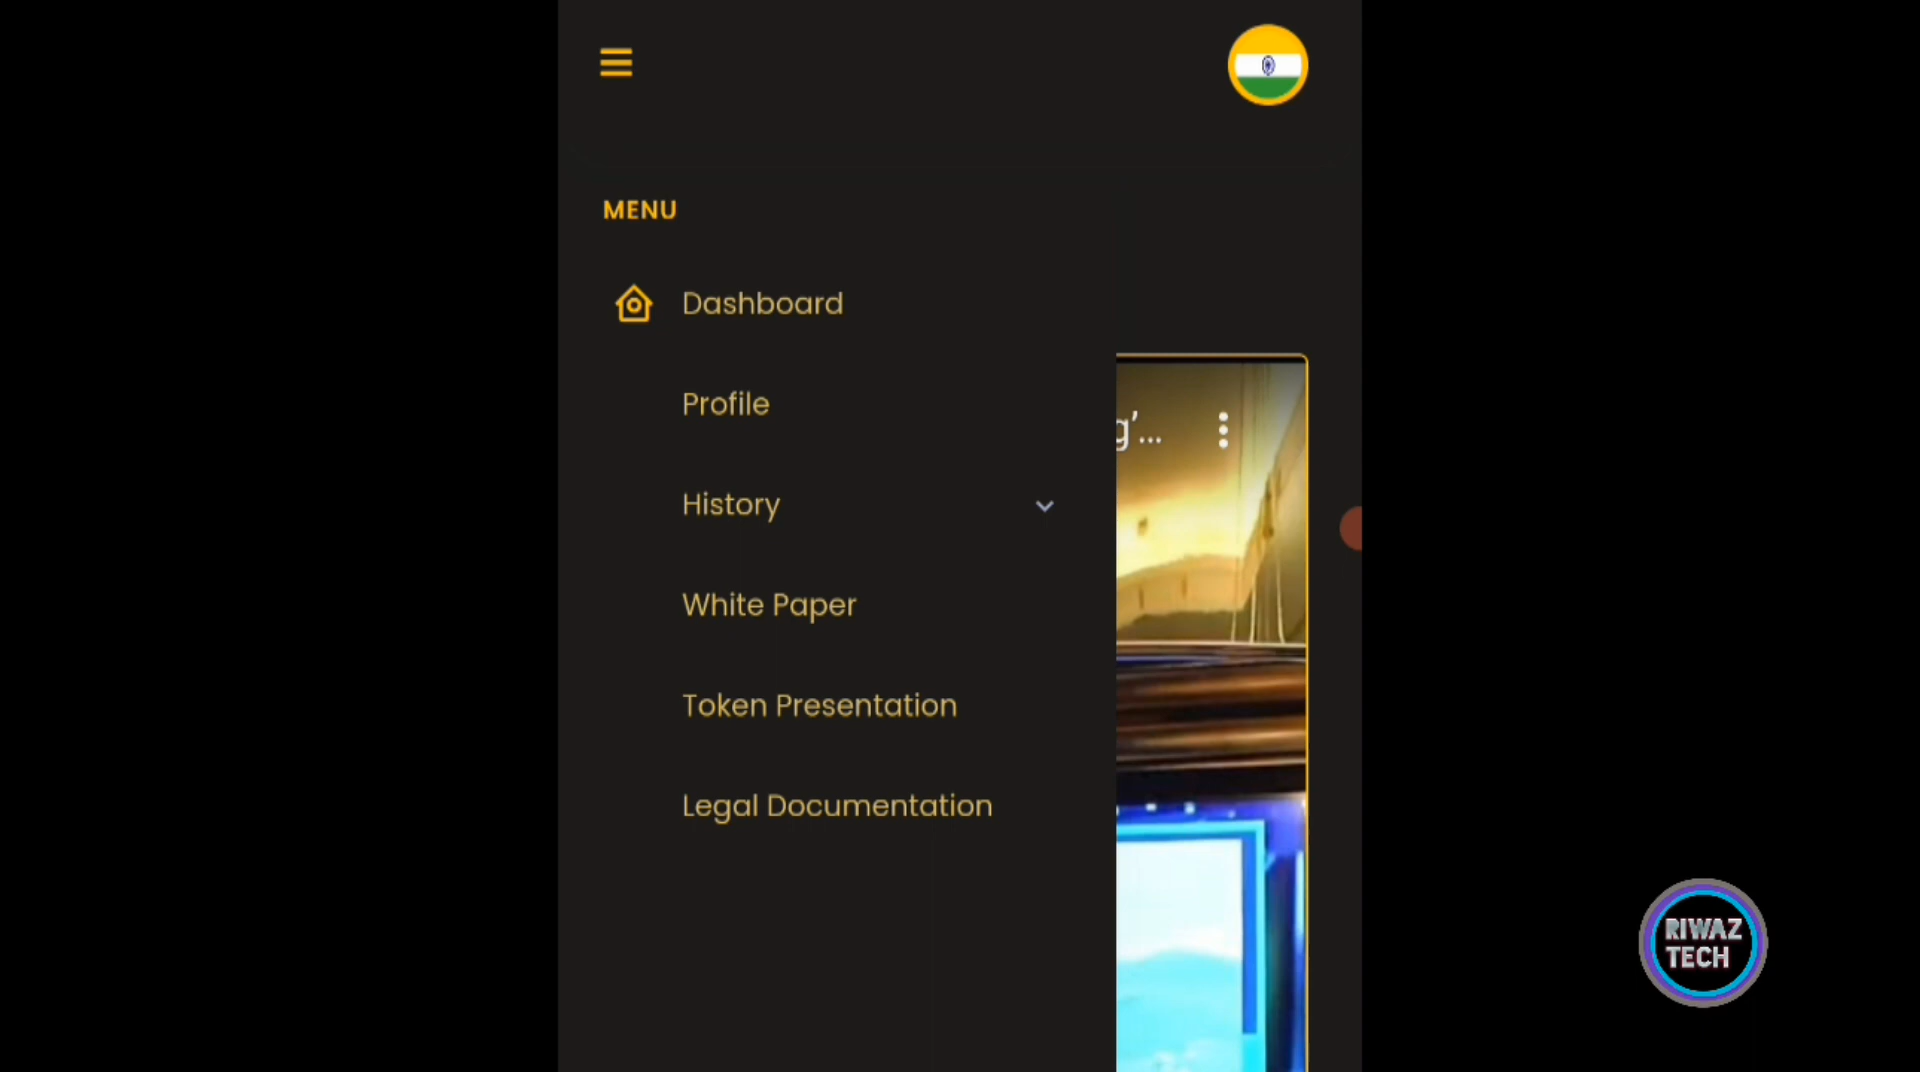 MENU
Dashboard
Profile
g’...
History
White Paper
Token Presentation
Legal Documentation
RIWAZ
TECH